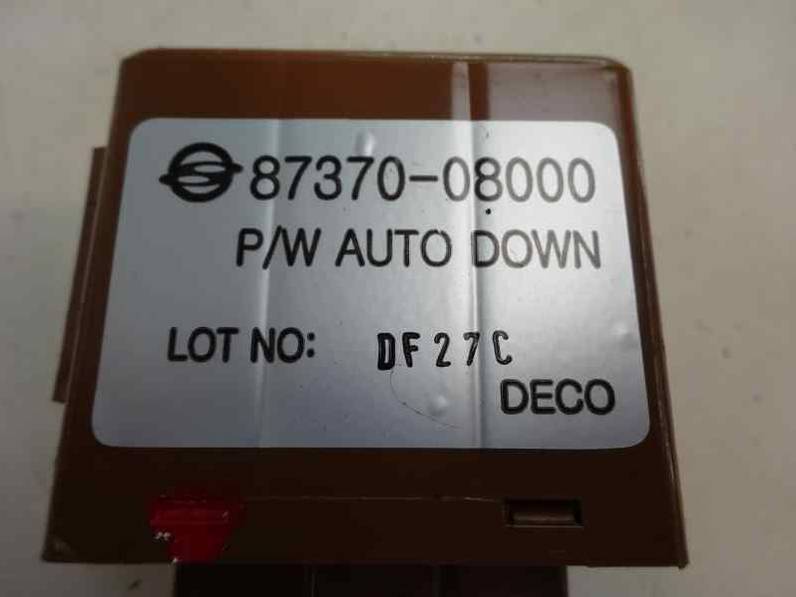 87370-08000
P/W AUTO DOWN
LOT NO: DF27C
DECO